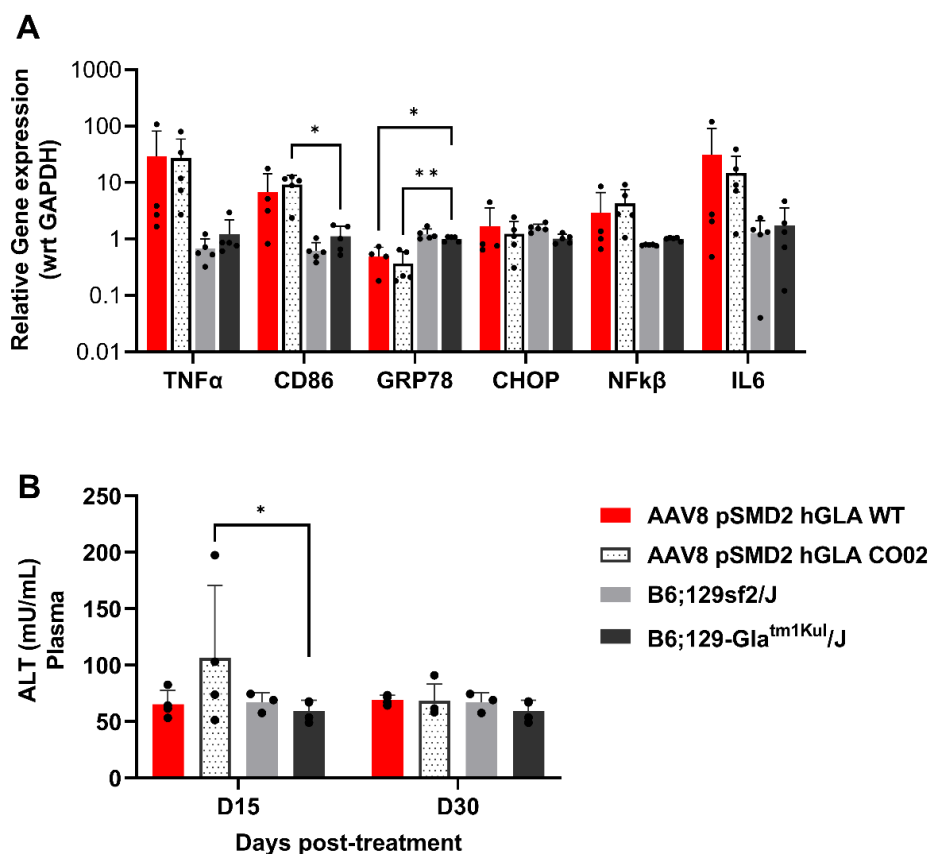 A
Relative Gene expression
(wrt GAPDH)
1000
100
10
1
0.1
0.01
*
*
**
TNFα
CD86
GRP78
CHOP
NFkβ
IL6
B
ALT (mU/mL)
Plasma
250
200
150
100
50
0
*
D15
D30
Days post-treatment
AAV8 pSMD2 hGLA WT
AAV8 pSMD2 hGLA CO02
B6;129sf2/J
B6;129-Gla^tm1Kul/J